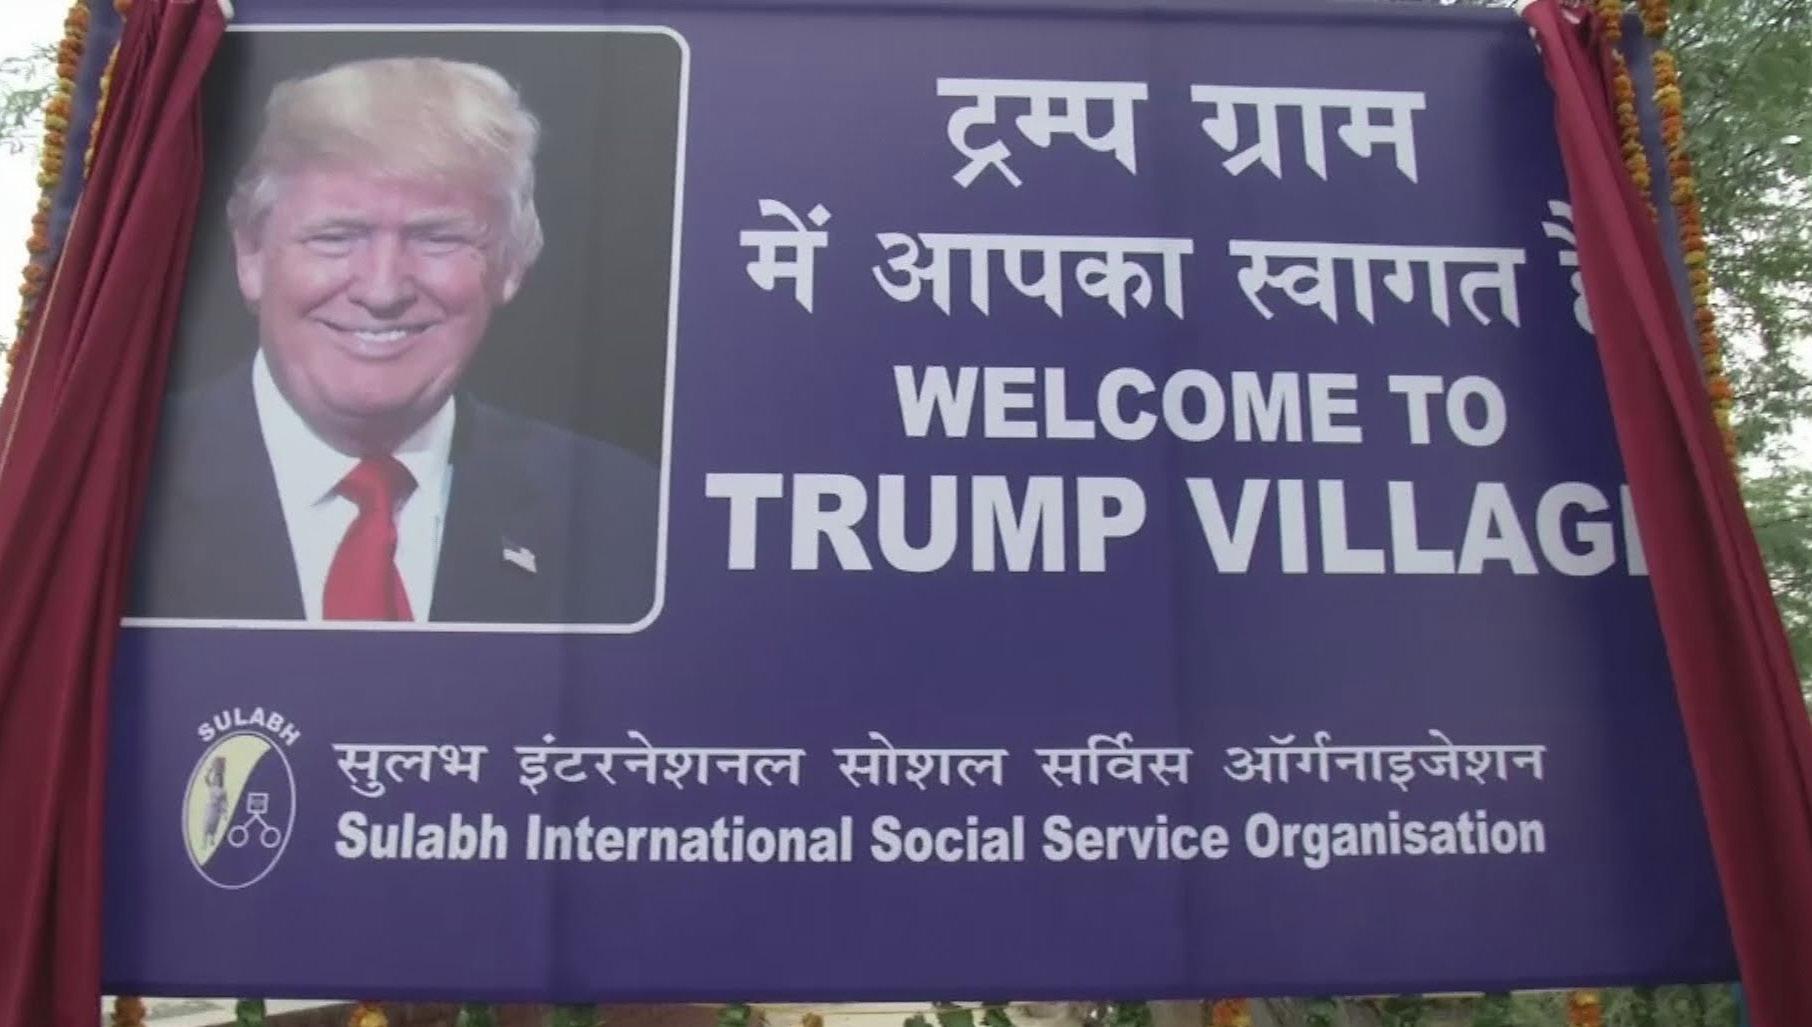 ट्रम्प ग्राम
में आपका स्वागत है
WELCOME TO
TRUMP VILLAG
SULABH
सुलभ इंटरनेशनल सोशल सर्विस ऑर्गनाइजेशन
Sulabh International Social Service Organisation